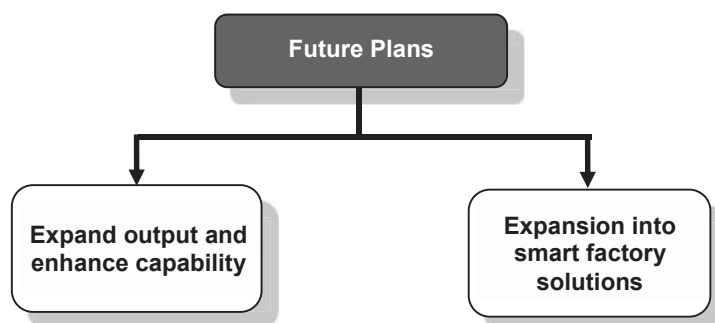 Future Plans
Expand output and
enhance capability
Expansion into
smart factory
solutions